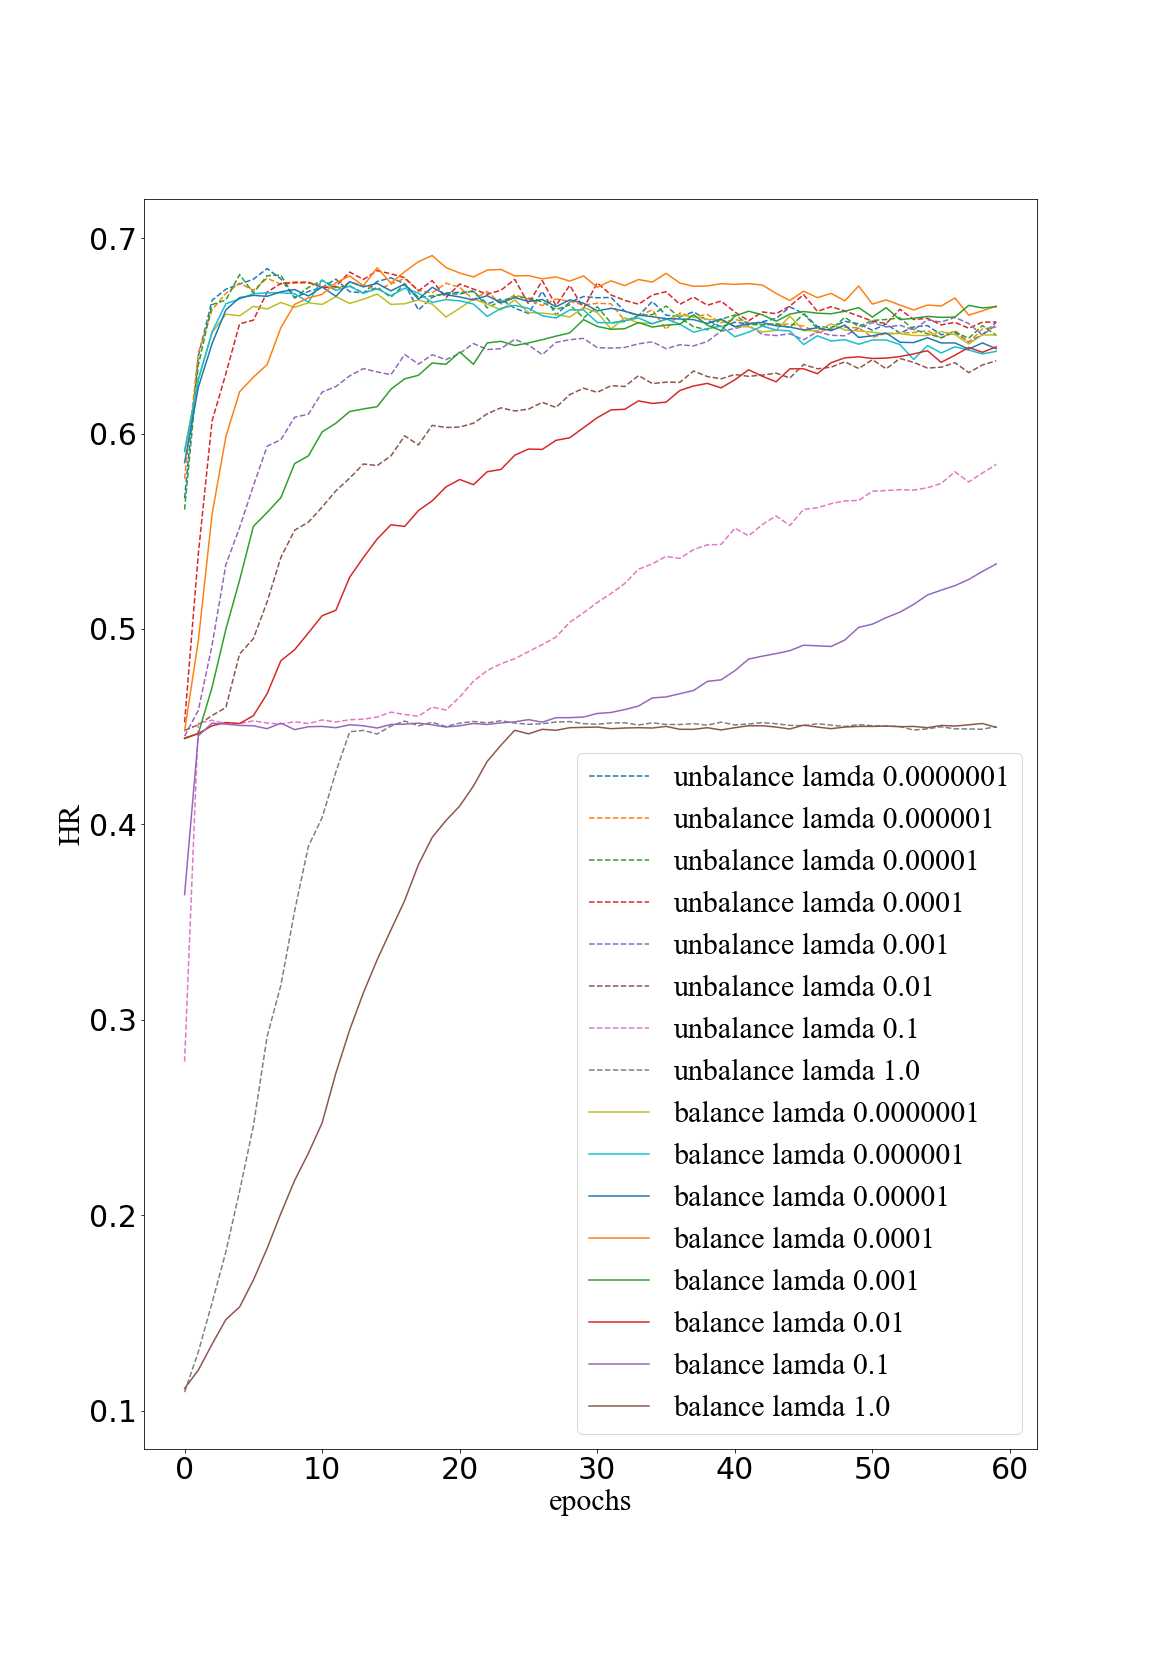 0.7
0.6
0.5
0.4
0.3
0.2
0.1
HR
unbalance lamda 0.0000001
unbalance lamda 0.000001
unbalance lamda 0.00001
unbalance lamda 0.0001
unbalance lamda 0.001
unbalance lamda 0.01
unbalance lamda 0.1
unbalance lamda 1.0
balance lamda 0.0000001
balance lamda 0.000001
balance lamda 0.00001
balance lamda 0.0001
balance lamda 0.001
balance lamda 0.01
balance lamda 0.1
balance lamda 1.0
0 10 20 30 40 50 60
epochs